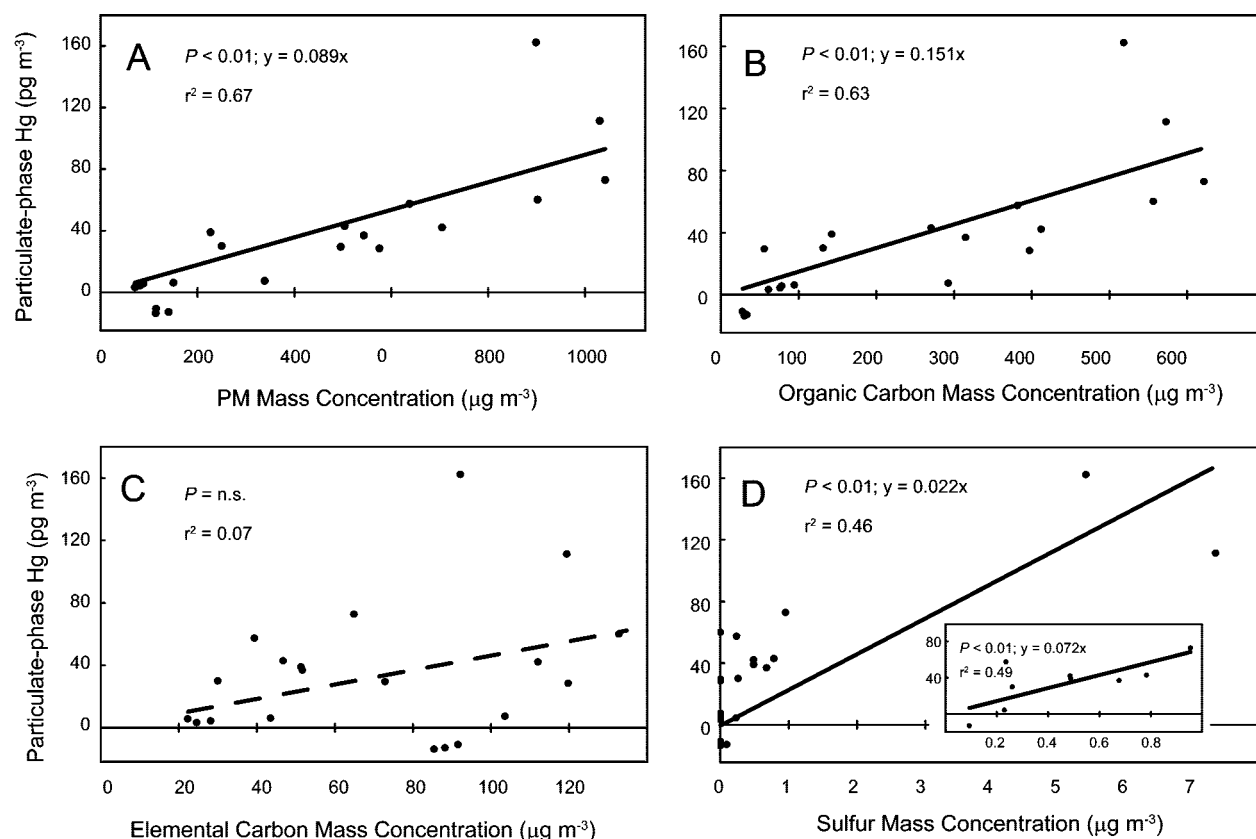 A
P < 0.01; y = 0.089x
r² = 0.67
160
120
80
40
0
Particulate-phase Hg (pg m⁻³)
0 200 400 0 800 1000
PM Mass Concentration (μg m⁻³)
B
P < 0.01; y = 0.151x
r² = 0.63
160
120
80
40
0
0 100 200 300 400 500 600
Organic Carbon Mass Concentration (μg m⁻³)
C
P = n.s.
r² = 0.07
160
120
80
40
0
Particulate-phase Hg (pg m⁻³)
20 40 60 80 100 120
Elemental Carbon Mass Concentration (μg m⁻³)
D
P < 0.01; y = 0.022x
r² = 0.46
160
120
80
40
0
80
P < 0.01; y = 0.072x
r² = 0.49
40
0.2 0.4 0.6 0.8
0 1 2 3 4 5 6 7
Sulfur Mass Concentration (μg m⁻³)